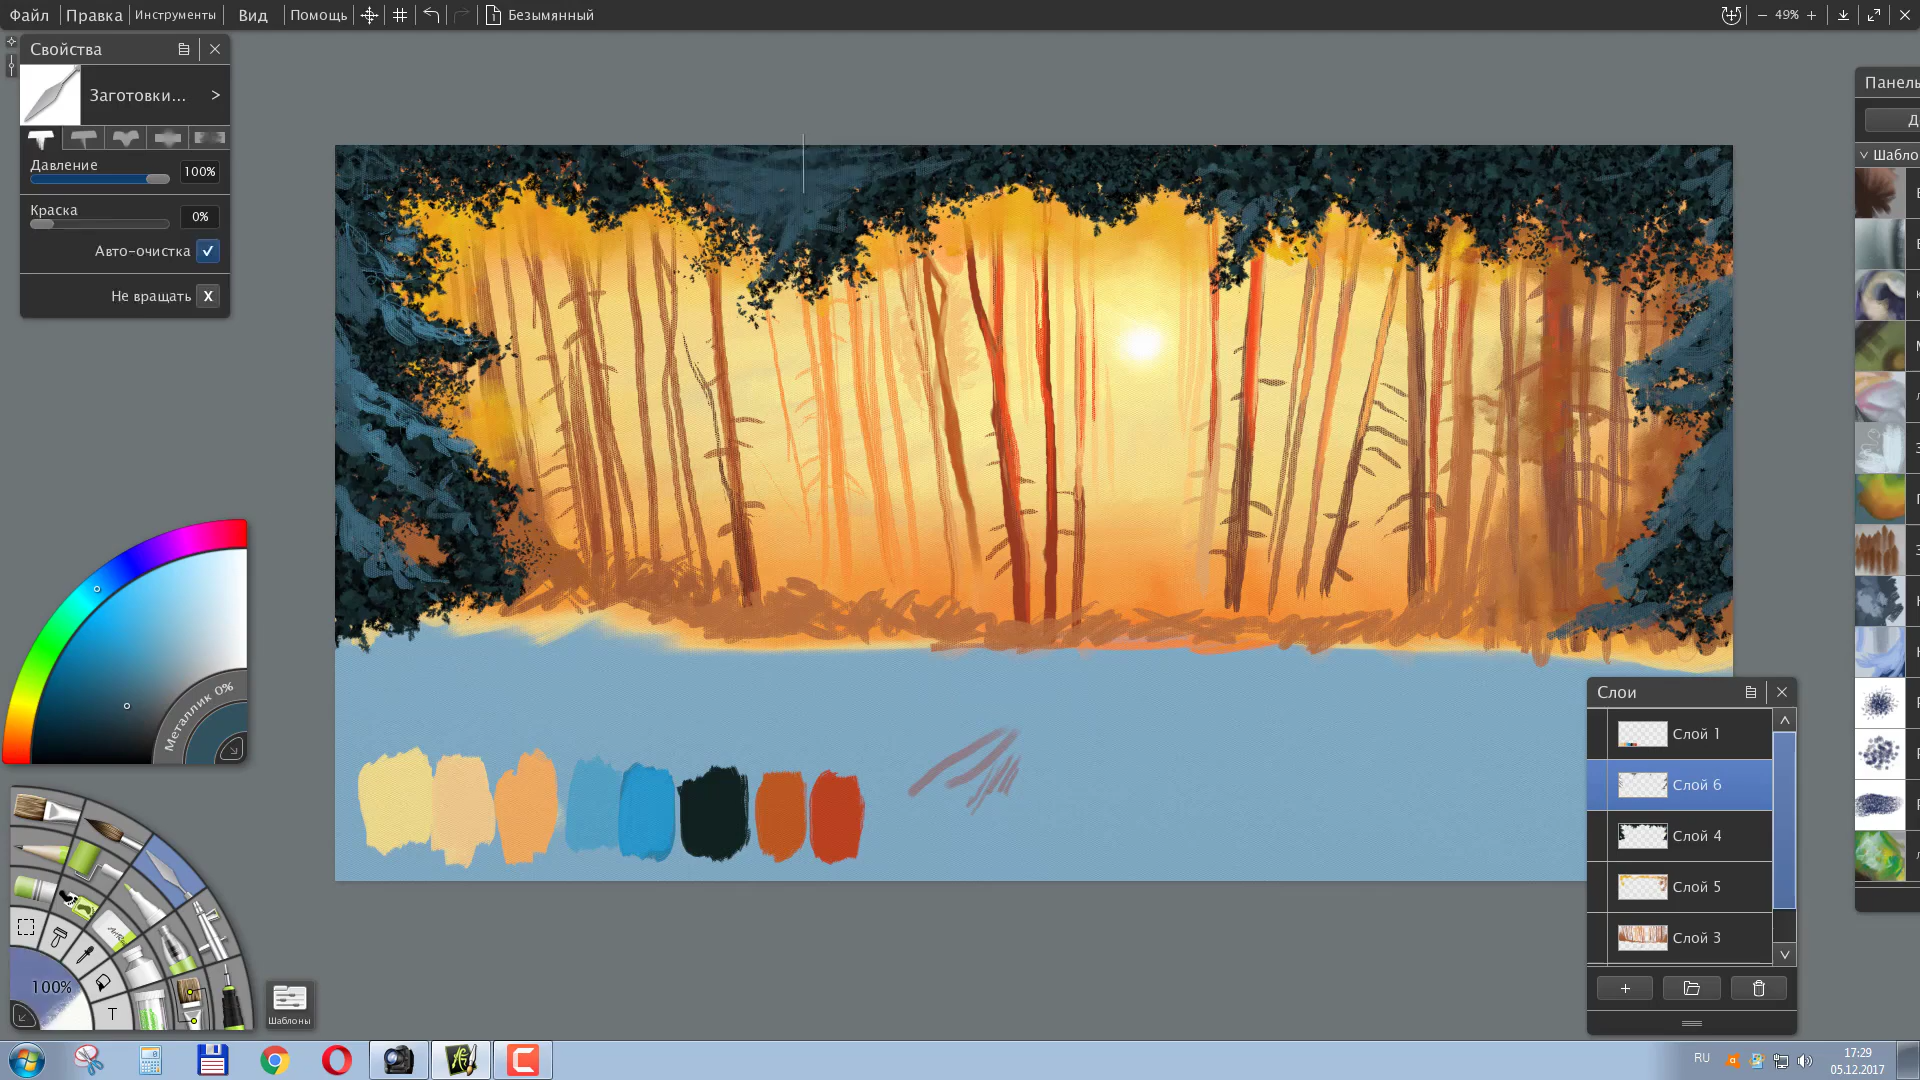 Файл Правка Инструменты Вид Помощь Безымянный 49%
Свойства
Заготовки...
Давление
100%
Краска
0%
Авто-очистка
Не вращать X
Панель
Д
Шабло
Металлик 0%
100%
T
Шаблоны
Слои
Слой 1
Слой 6
Слой 4
Слой 5
Слой 3
RU
17:29
05.12.2017